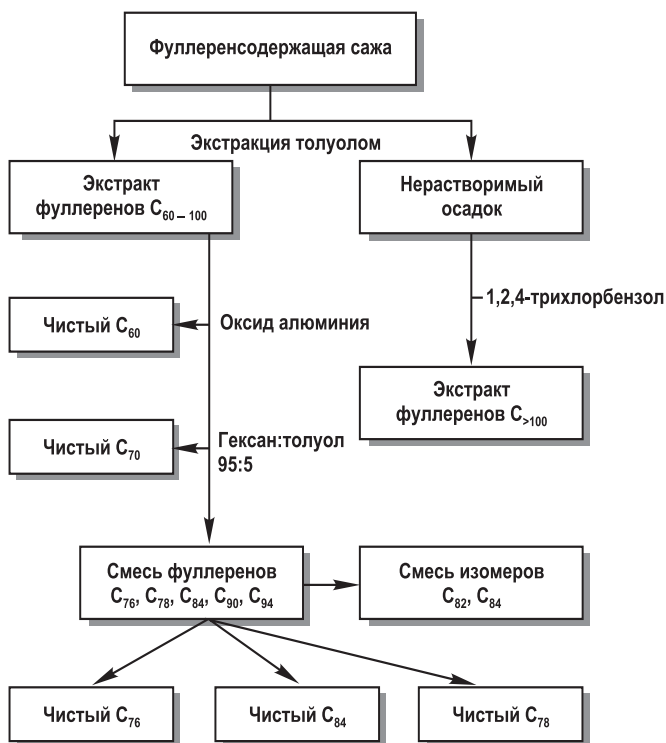 Фуллеренсодержащая сажа
Экстракция толуолом
Экстракт
фуллеренов C₆₀ ₋ ₁₀₀
Нерастворимый
осадок
1,2,4-трихлорбензол
Чистый C₆₀
Оксид алюминия
Экстракт
фуллеренов C>₁₀₀
Чистый C₇₀
Гексан:толуол
95:5
Смесь фуллеренов
C₇₆, C₇₈, C₈₄, C₉₀, C₉₄
Смесь изомеров
C₈₂, C₈₄
Чистый C₇₆
Чистый C₈₄
Чистый C₇₈